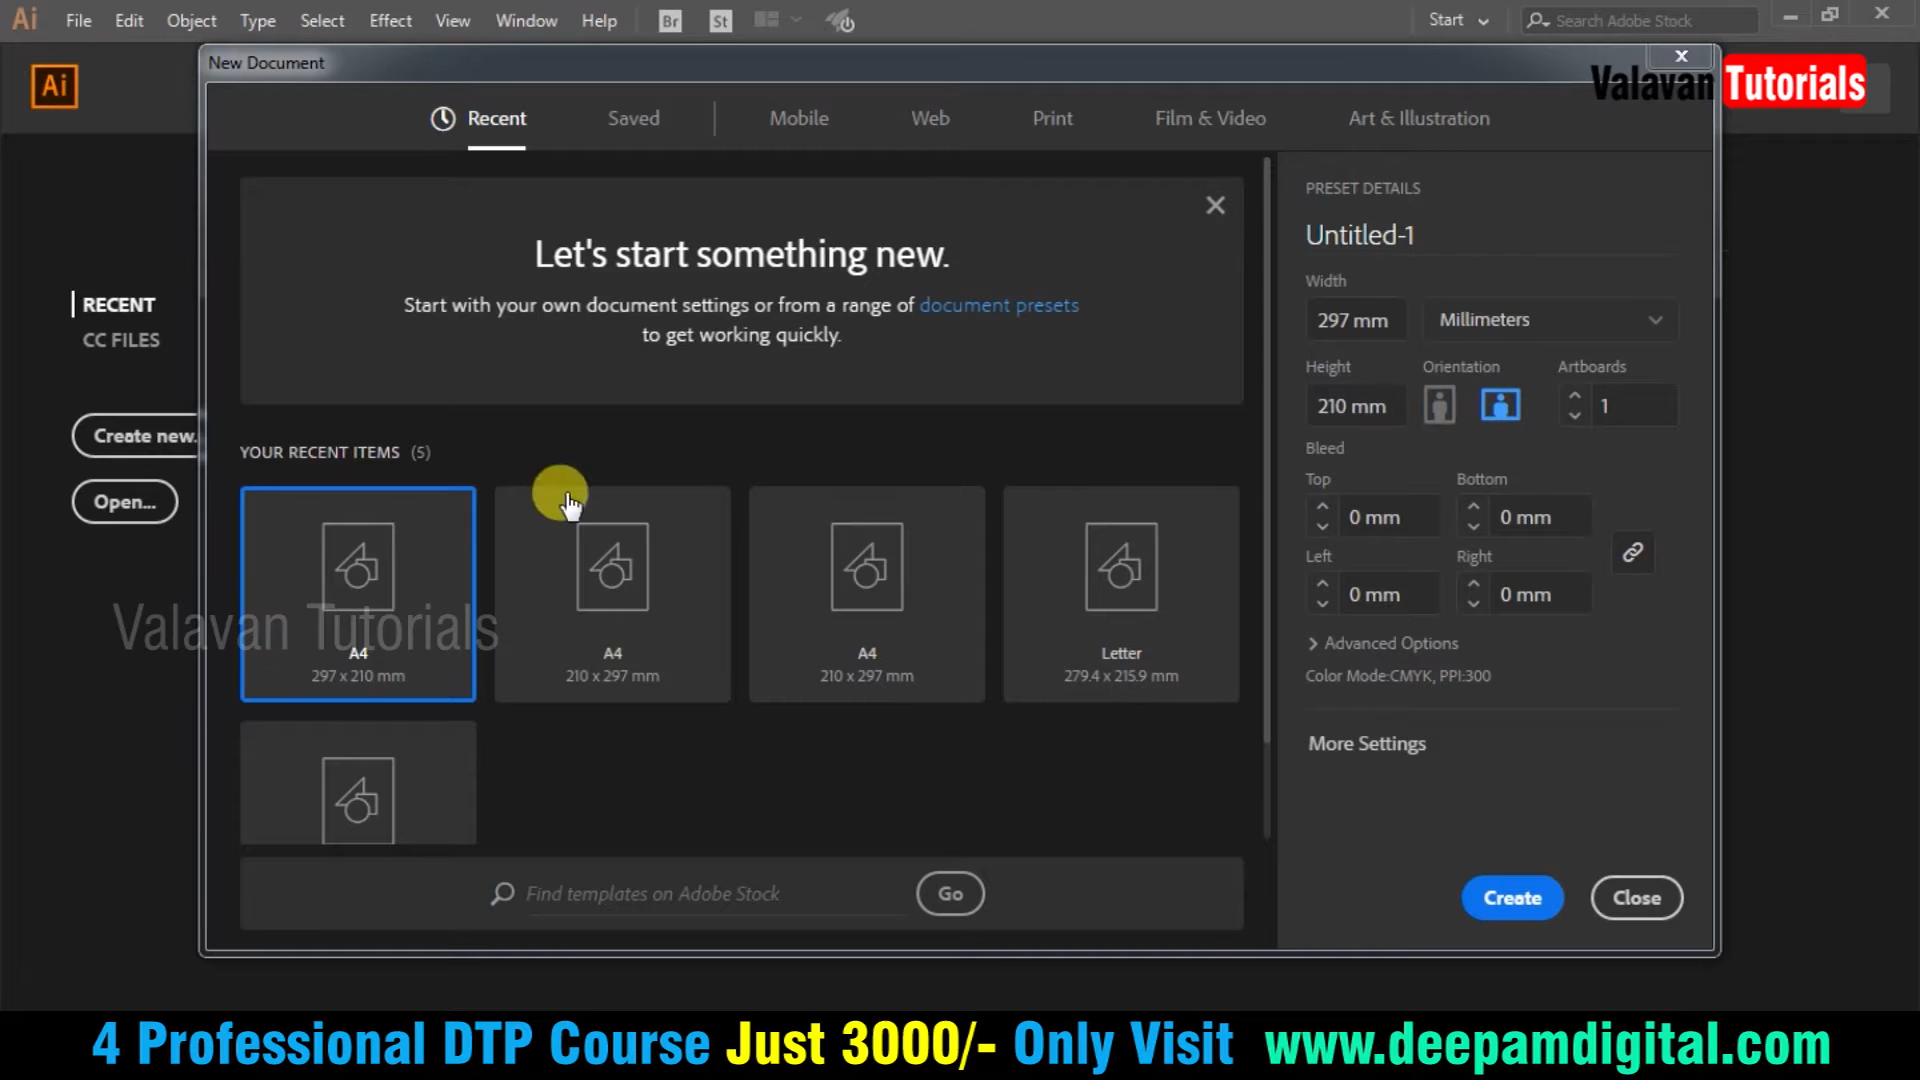 Ai File Edit Object Type Select Effect View Window Help Br St Start Search Adobe Stock
New Document
Valavan Tutorials
Ai
Recent Saved Mobile Web Print Film & Video Art & Illustration
Let's start something new.
Start with your own document settings or from a range of document presets
to get working quickly.
RECENT
CC FILES
Create new.
Open...
YOUR RECENT ITEMS (5)
A4
297 x 210 mm
A4
210 x 297 mm
A4
210 x 297 mm
Letter
279.4 x 215.9 mm
Valavan Tutorials
Find templates on Adobe Stock Go
PRESET DETAILS
Untitled-1
Width
297 mm Millimeters
Height Orientation Artboards
210 mm 1
Bleed
Top Bottom
0 mm 0 mm
Left Right
0 mm 0 mm
Advanced Options
Color Mode:CMYK, PPI:300
More Settings
Create Close
4 Professional DTP Course Just 3000/- Only Visit www.deepamdigital.com